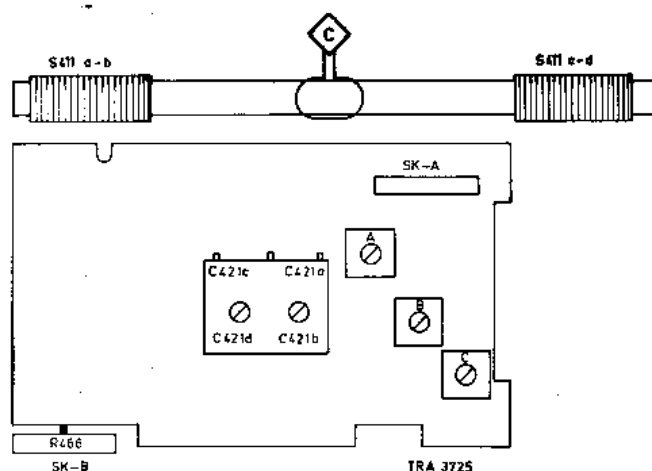 C
S411 a-b
S411 c-d
SK-A
A
C421c
C421a
B
C421d
C421b
C
R466
SK-B
TRA 3725